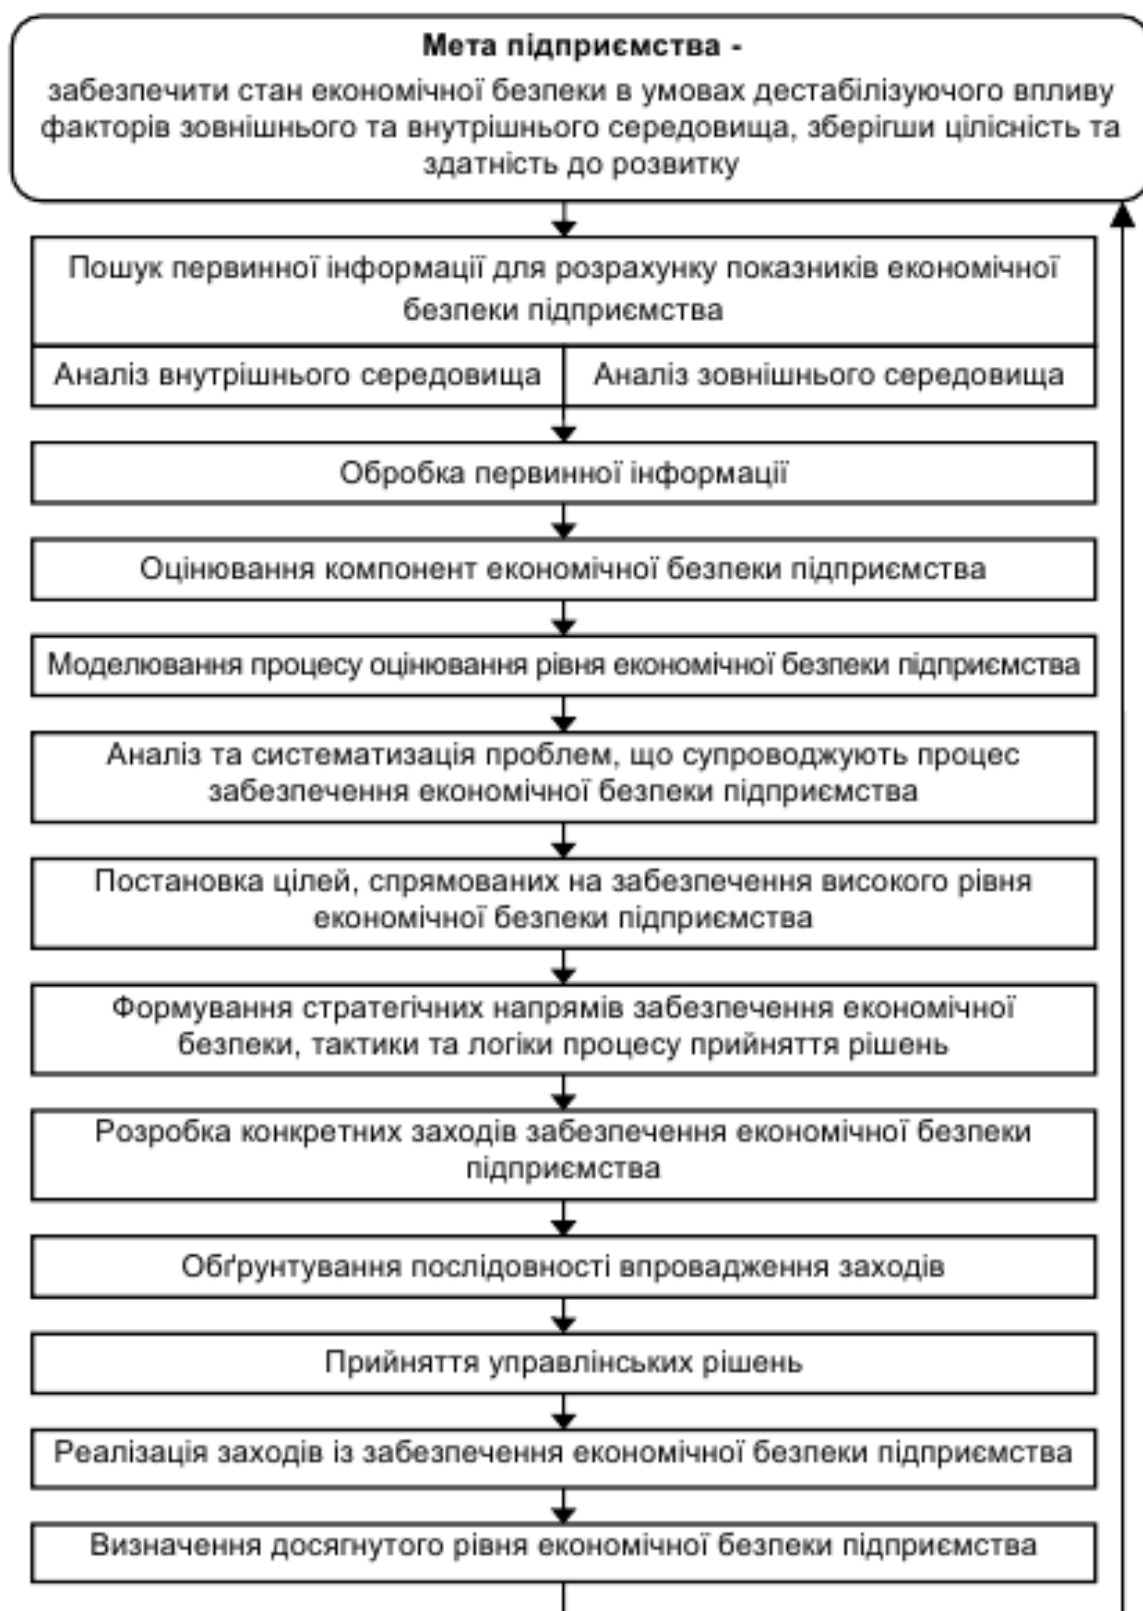 Мета підприємства -
забезпечити стан економічної безпеки в умовах дестабілізуючого впливу
факторів зовнішнього та внутрішнього середовища, зберігши цілісність та
здатність до розвитку
Пошук первинної інформації для розрахунку показників економічної
безпеки підприємства
Аналіз внутрішнього середовища
Аналіз зовнішнього середовища
Обробка первинної інформації
Оцінювання компонент економічної безпеки підприємства
Моделювання процесу оцінювання рівня економічної безпеки підприємства
Аналіз та систематизація проблем, що супроводжують процес
забезпечення економічної безпеки підприємства
Постановка цілей, спрямованих на забезпечення високого рівня
економічної безпеки підприємства
Формування стратегічних напрямів забезпечення економічної
безпеки, тактики та логіки процесу прийняття рішень
Розробка конкретних заходів забезпечення економічної безпеки
підприємства
Обґрунтування послідовності впровадження заходів
Прийняття управлінських рішень
Реалізація заходів із забезпечення економічної безпеки підприємства
Визначення досягнутого рівня економічної безпеки підприємства